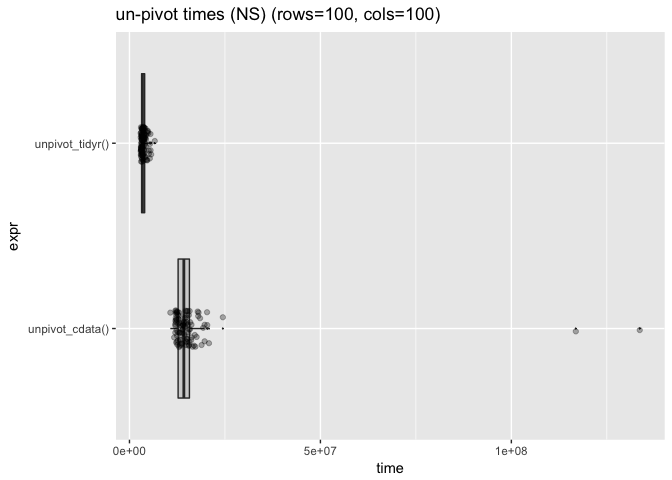 un-pivot times (NS) (rows=100, cols=100)
expr
unpivot_tidyr()
unpivot_cdata()
0e+00 5e+07 1e+08
time